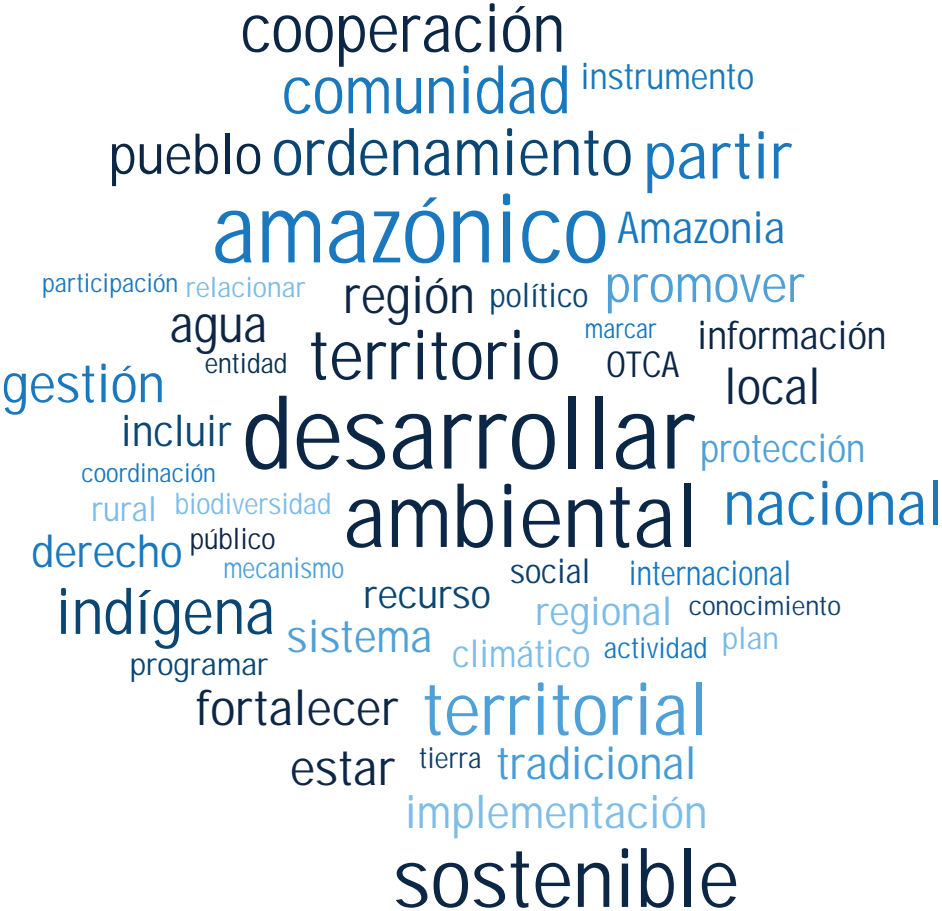 cooperación
comunidad instrumento
pueblo ordenamiento partir
amazónico Amazonia
participación relacionar región político promover
agua marcar información
entidad territorio OTCA
gestión local
incluir desarrollar protección
coordinación
rural biodiversidad ambiental nacional
derecho público
mecanismo social internacional
indígena recurso regional conocimiento
sistema climático actividad plan
programar
fortalecer territorial
estar tierra tradicional
implementación
sostenible